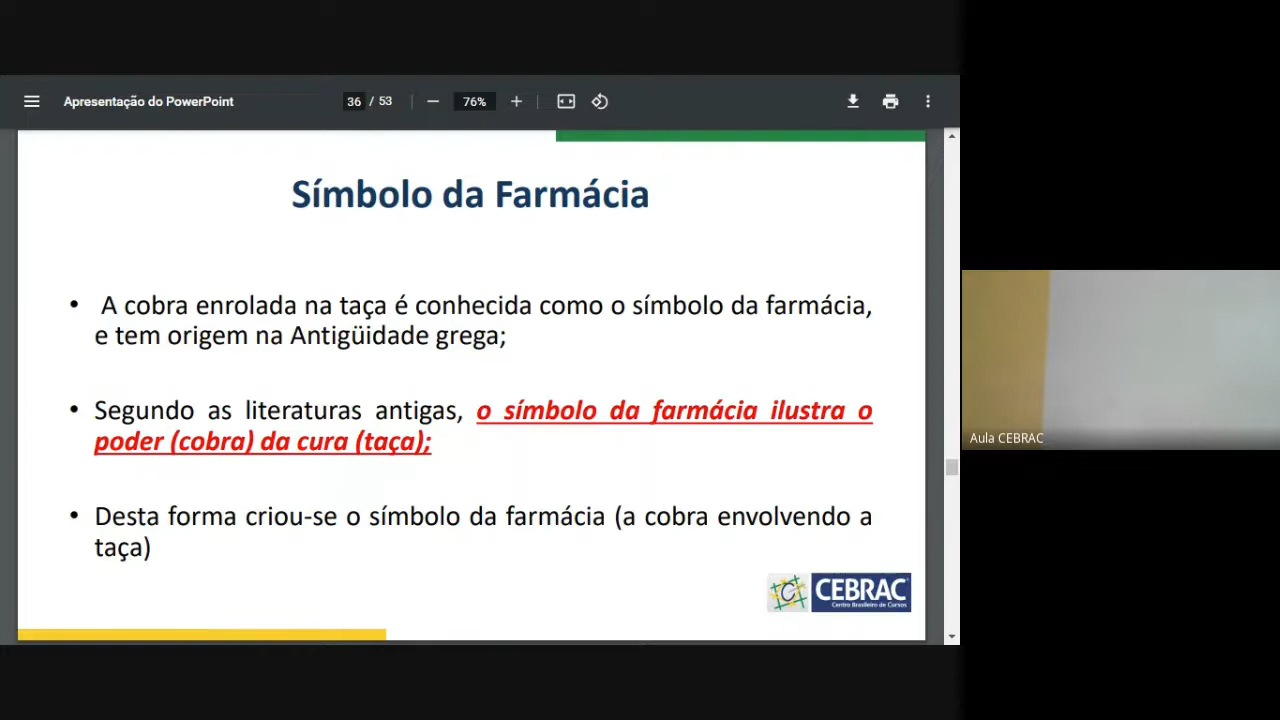 Apresentação do PowerPoint
36 / 53
76%
Símbolo da Farmácia
• A cobra enrolada na taça é conhecida como o símbolo da farmácia,
e tem origem na Antigüidade grega;
• Segundo as literaturas antigas, o símbolo da farmácia ilustra o
poder (cobra) da cura (taça);
• Desta forma criou-se o símbolo da farmácia (a cobra envolvendo a
taça)
C CEBRAC
Centro Brasileiro de Cursos
Aula CEBRAC